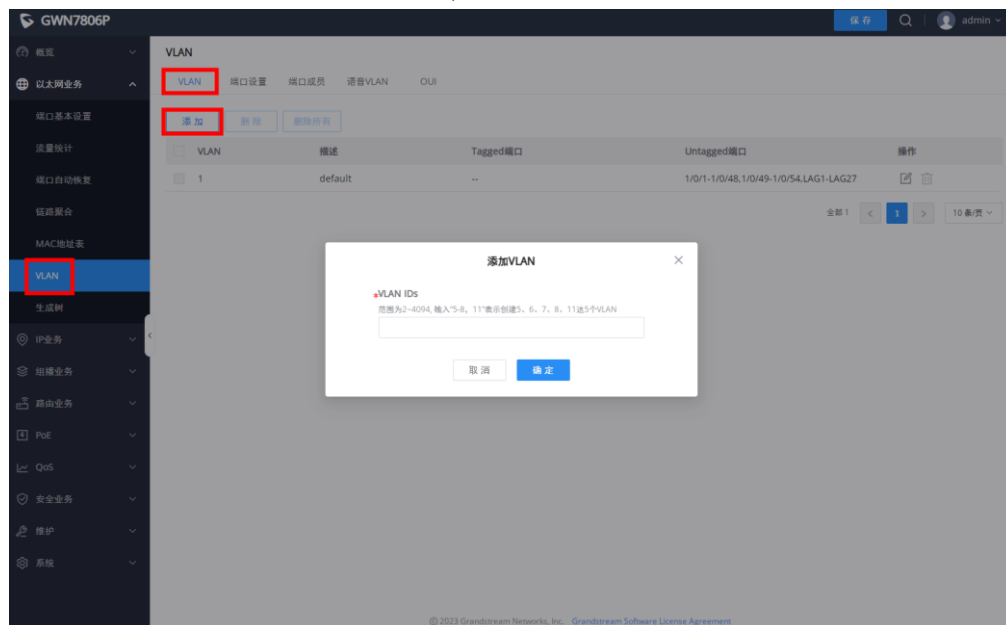 GWN7806P
保存
admin
概览
以太网业务
端口基本设置
流量统计
端口自动恢复
链路聚合
MAC地址表
VLAN
生成树
IP业务
组播业务
路由业务
PoE
QoS
安全业务
维护
系统
VLAN
VLAN 端口设置 端口成员 语音VLAN OUI
添加 删除 删除所有
VLAN 描述 Tagged端口 Untagged端口 操作
1 default -- 1/0/1-1/0/48,1/0/49-1/0/54,LAG1-LAG27
全部 1 < 1 > 10 条/页
添加VLAN
*VLAN IDs
范围为2~4094, 输入"5-8，11"表示创建5、6、7、8、11这5个VLAN
取消 确定
© 2023 Grandstream Networks, Inc. Grandstream Software License Agreement